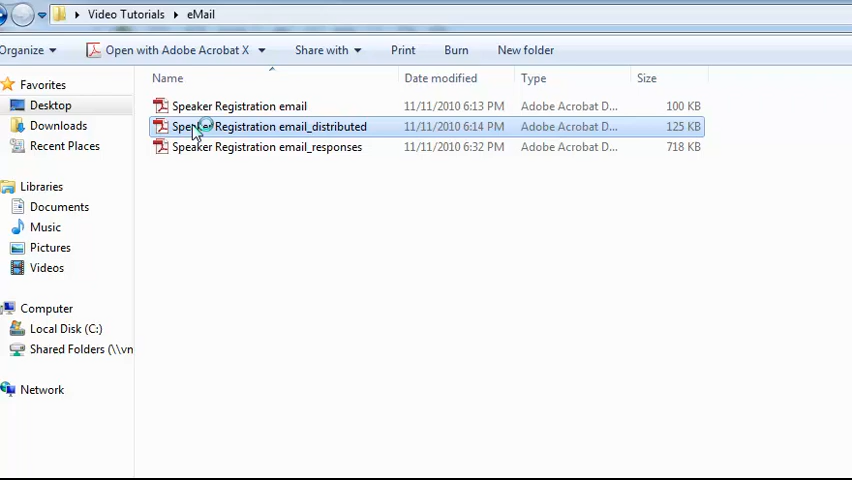 Video Tutorials eMail
Organize Open with Adobe Acrobat X Share with Print Burn New folder
Name Date modified Type Size
Favorites
Desktop
Downloads
Recent Places
Libraries
Documents
Music
Pictures
Videos
Computer
Local Disk (C:)
Shared Folders (\\vn
Network
Speaker Registration email 11/11/2010 6:13 PM Adobe Acrobat D... 100 KB
Speaker Registration email_distributed 11/11/2010 6:14 PM Adobe Acrobat D... 125 KB
Speaker Registration email_responses 11/11/2010 6:32 PM Adobe Acrobat D... 718 KB